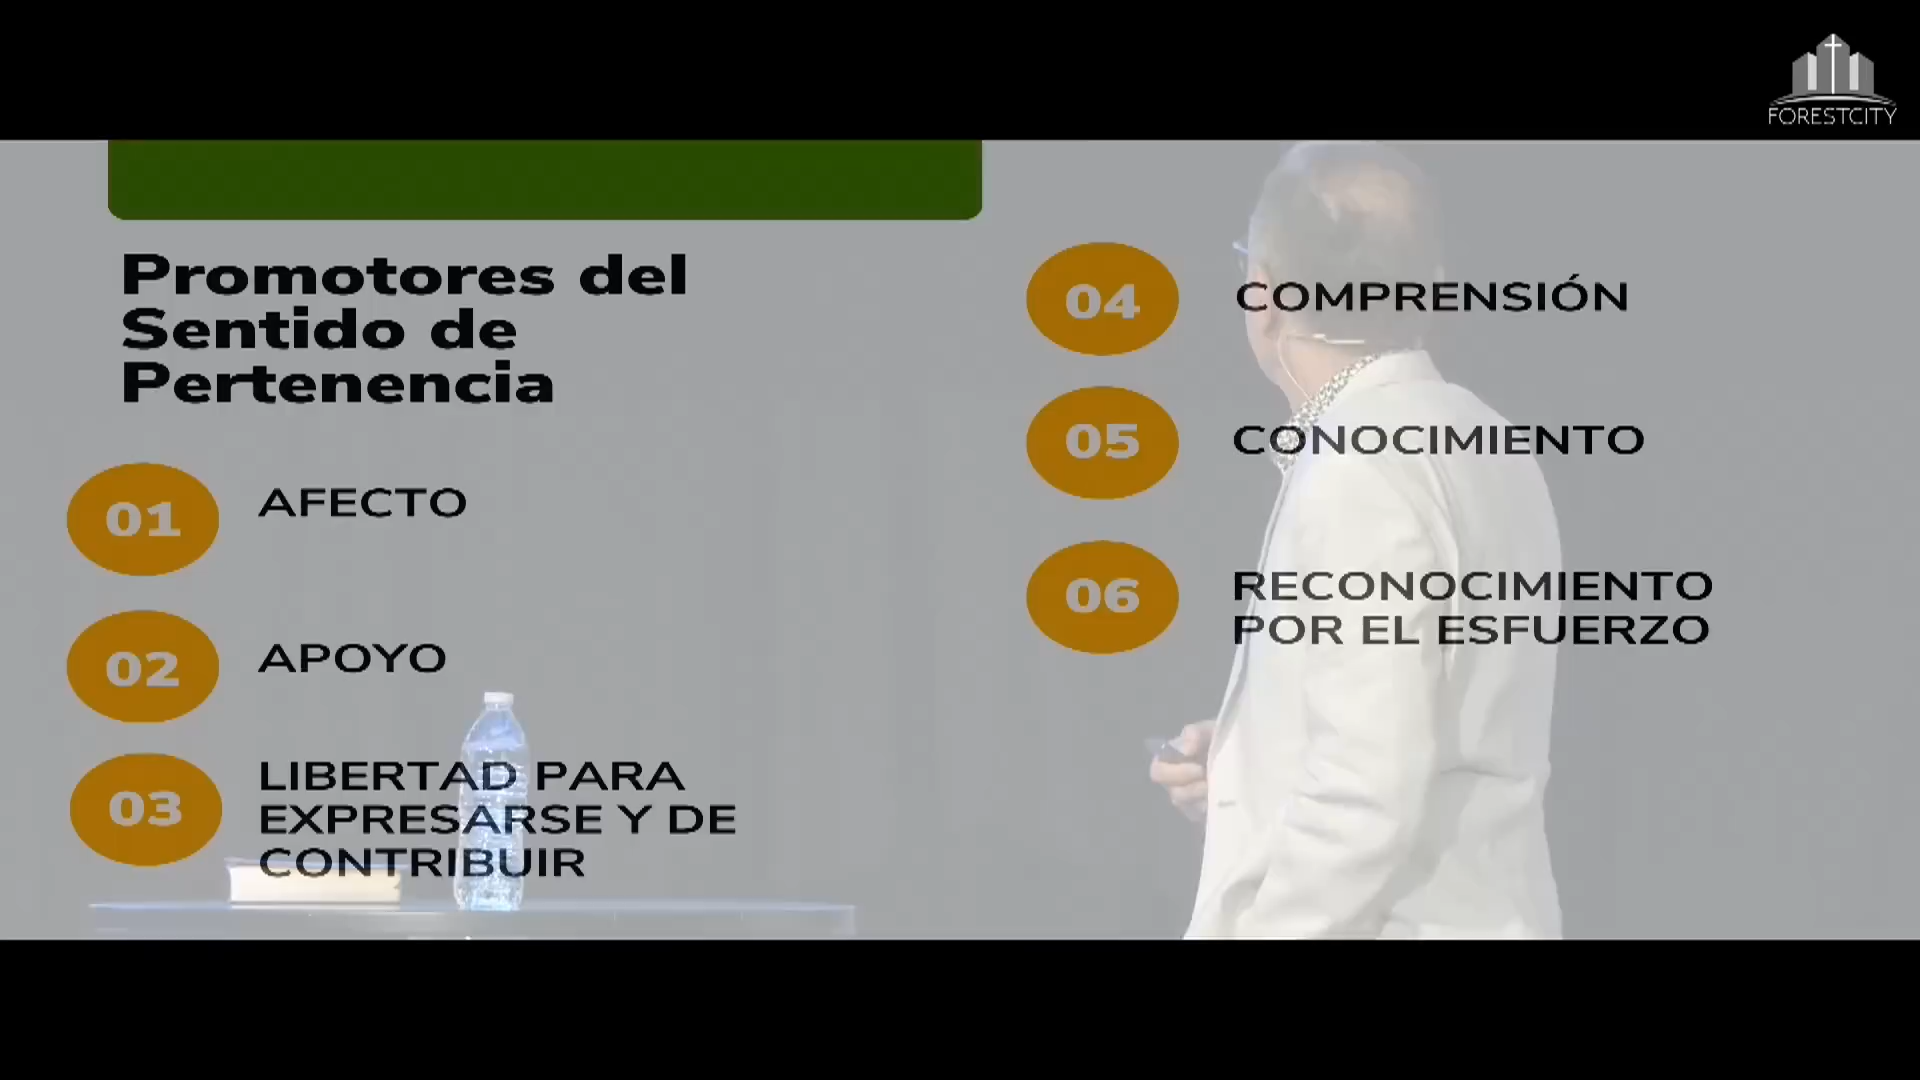 FORESTCITY
Promotores del
Sentido de
Pertenencia
01
AFECTO
02
APOYO
03
LIBERTAD PARA
EXPRESARSE Y DE
CONTRIBUIR
04
COMPRENSIÓN
05
CONOCIMIENTO
06
RECONOCIMIENTO
POR EL ESFUERZO